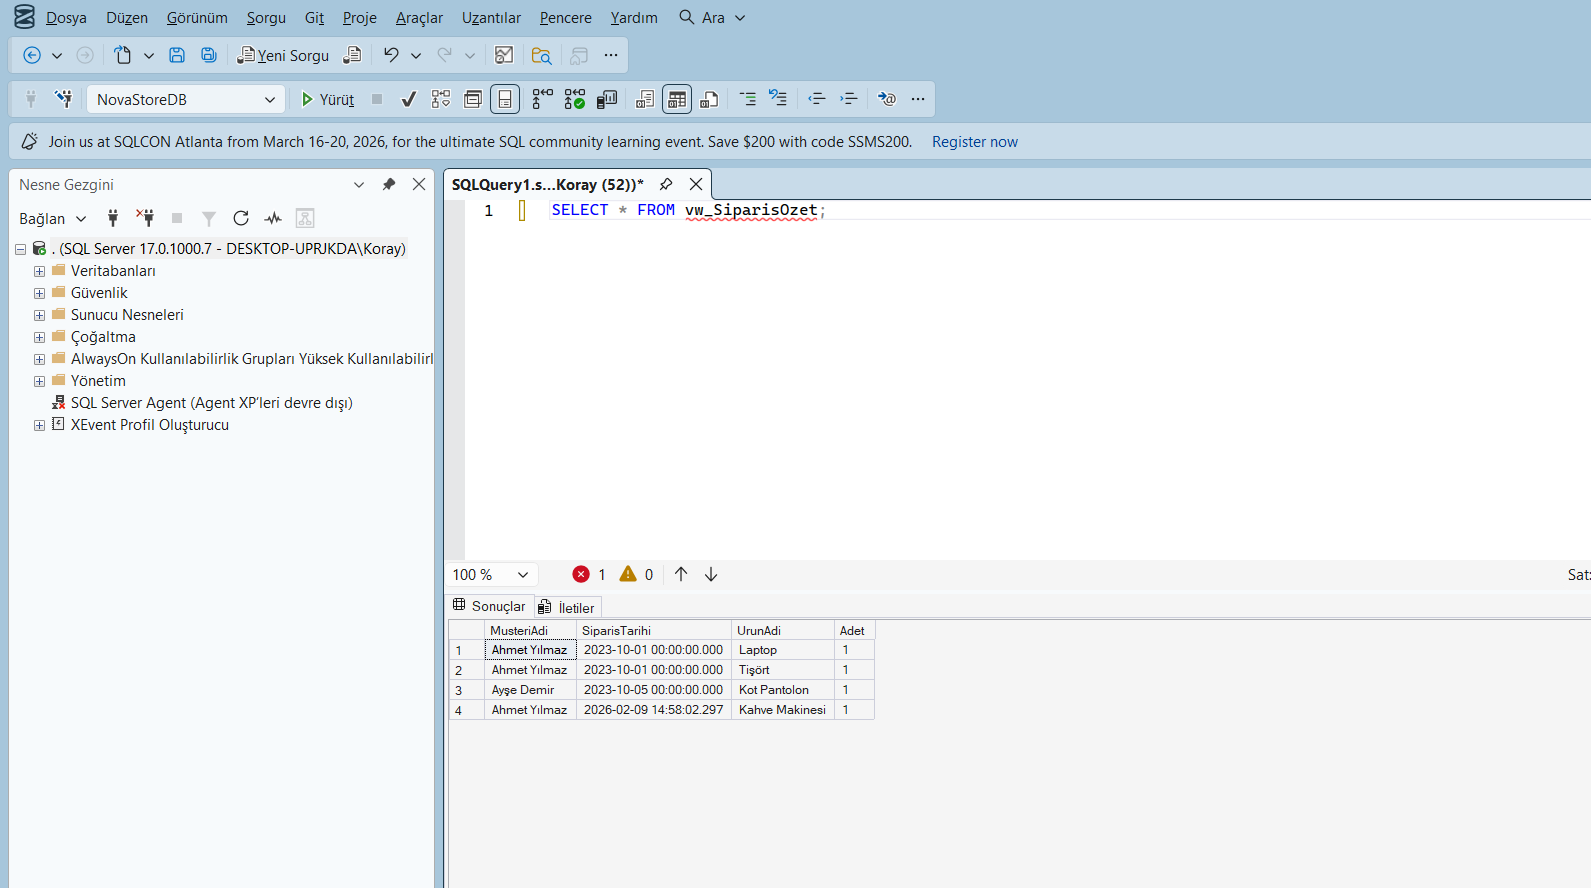 Dosya Düzen Görünüm Sorgu Git Proje Araçlar Uzantılar Pencere Yardım Ara
Yeni Sorgu
NovaStoreDB Yürüt
Join us at SQLCON Atlanta from March 16-20, 2026, for the ultimate SQL community learning event. Save $200 with code SSMS200. Register now
Nesne Gezgini
Bağlan
. (SQL Server 17.0.1000.7 - DESKTOP-UPRJKDA\Koray)
Veritabanları
Güvenlik
Sunucu Nesneleri
Çoğaltma
AlwaysOn Kullanılabilirlik Grupları Yüksek Kullanılabilirl
Yönetim
SQL Server Agent (Agent XP'leri devre dışı)
XEvent Profil Oluşturucu
SQLQuery1.s...Koray (52))*
1 SELECT * FROM vw_SiparisOzet;
100 % 1 0 Sat:
Sonuçlar İletiler
MusteriAdi SiparisTarihi UrunAdi Adet
1 Ahmet Yılmaz 2023-10-01 00:00:00.000 Laptop 1
2 Ahmet Yılmaz 2023-10-01 00:00:00.000 Tişört 1
3 Ayşe Demir 2023-10-05 00:00:00.000 Kot Pantolon 1
4 Ahmet Yılmaz 2026-02-09 14:58:02.297 Kahve Makinesi 1